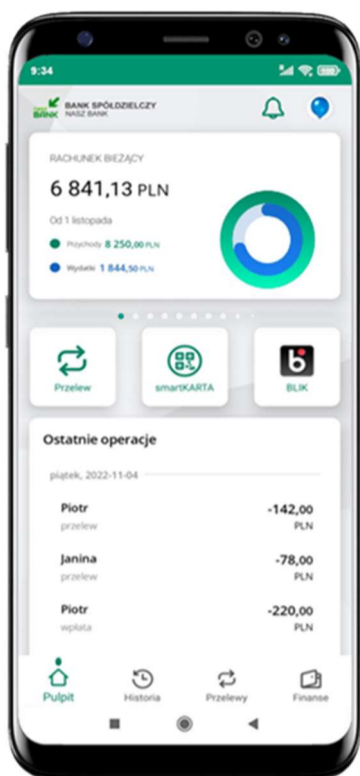 9:34
nasz
BANK
BANK SPÓŁDZIELCZY
NASZ BANK
RACHUNEK BIEŻĄCY
6 841,13 PLN
Od 1 listopada
Przychody 8 250,00 PLN
Wydatki 1 844,50 PLN
Przelew
smartKARTA
BLIK
Ostatnie operacje
piątek, 2022-11-04
Piotr
-142,00
przelew
PLN
Janina
-78,00
przelew
PLN
Piotr
-220,00
wpłata
PLN
Pulpit
Historia
Przelewy
Finanse